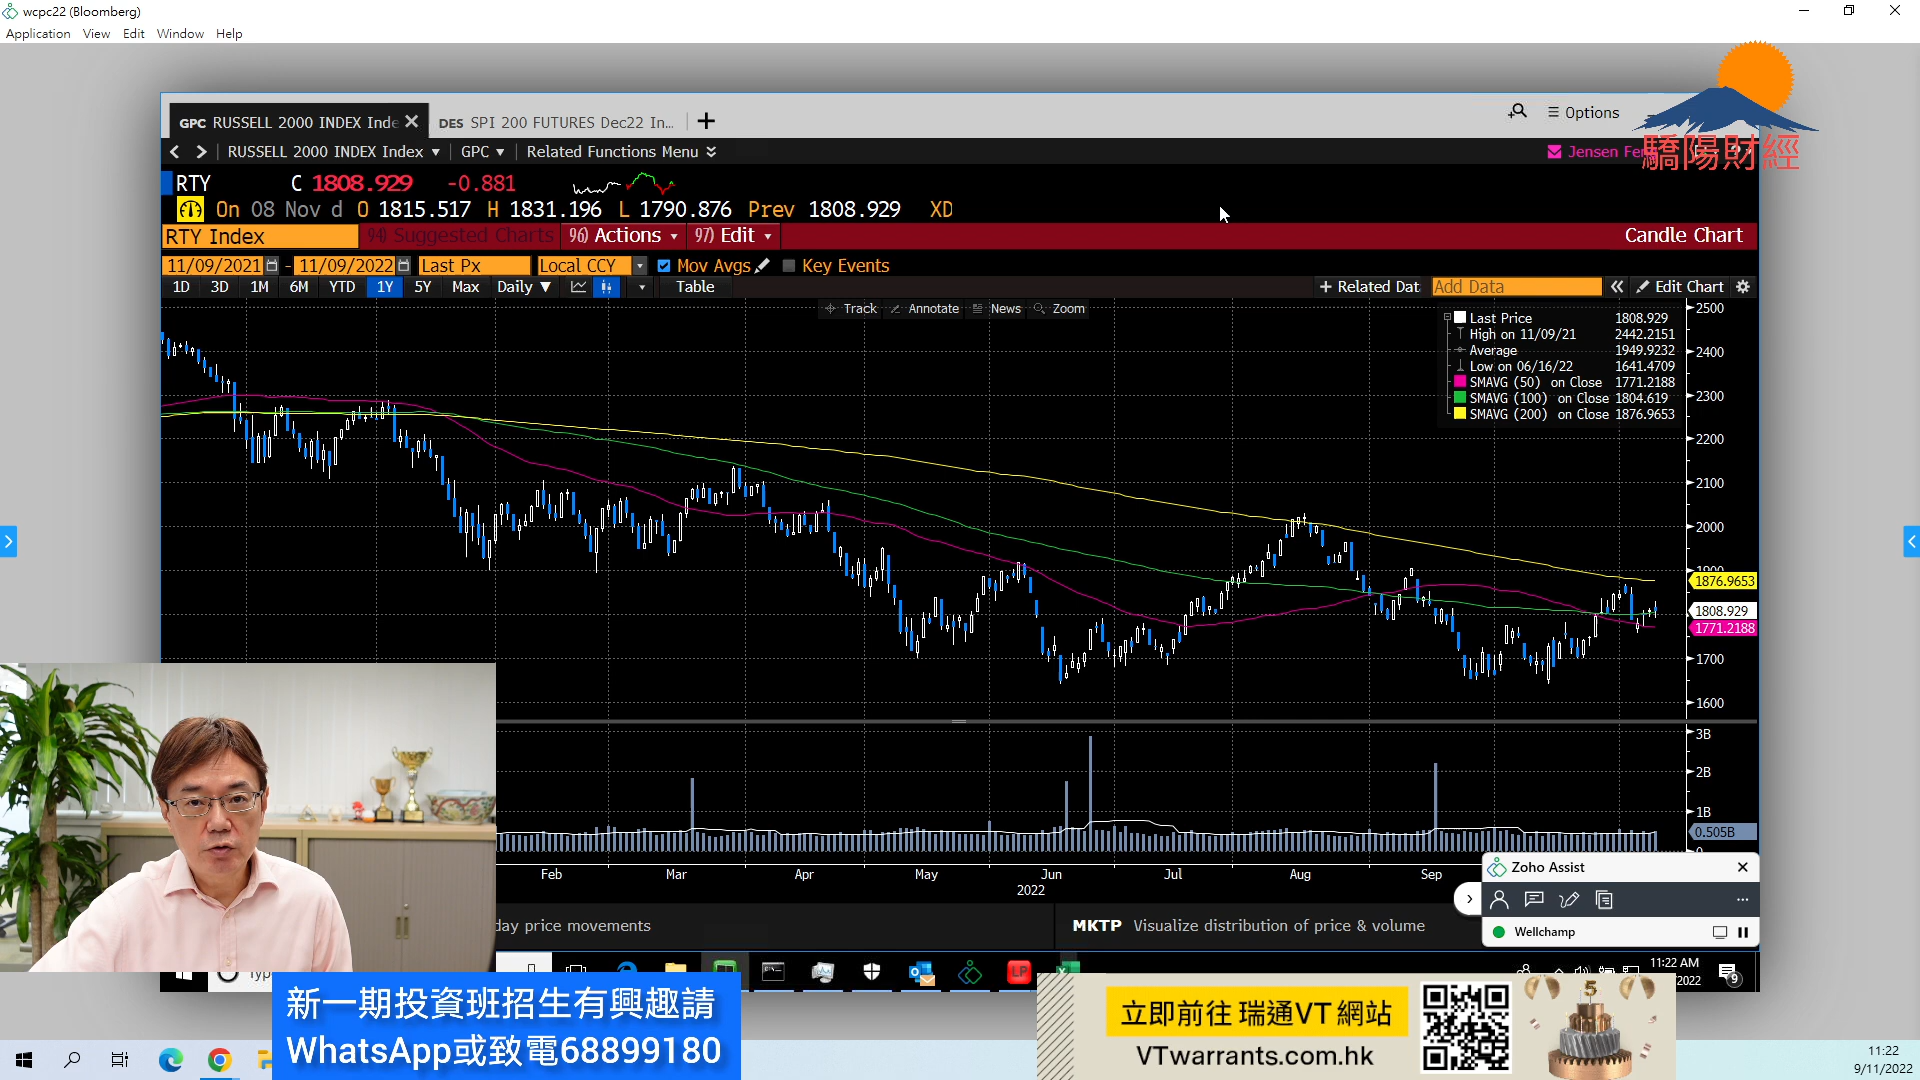 wcpc22 (Bloomberg)
Application View Edit Window Help
GPC RUSSELL 2000 INDEX Inde
DES SPI 200 FUTURES Dec22 In...
Options
RUSSELL 2000 INDEX Index GPC Related Functions Menu
Jensen
驕陽財經
RTY C 1808.929 -0.881
On 08 Nov d O 1815.517 H 1831.196 L 1790.876 Prev 1808.929 XD
RTY Index 94) Suggested Charts 96) Actions 97) Edit Candle Chart
11/09/2021 - 11/09/2022 Last Px Local CCY Mov Avgs Key Events
1D 3D 1M 6M YTD 1Y 5Y Max Daily Table + Related Dat Add Data Edit Chart
Track Annotate News Zoom
Last Price 1808.929
High on 11/09/21 2442.2151
Average 1949.9232
Low on 06/16/22 1641.4709
SMAVG (50) on Close 1771.2188
SMAVG (100) on Close 1804.619
SMAVG (200) on Close 1876.9653
2500
2400
2300
2200
2100
2000
1900
1876.9653
1808.929
1771.2188
1700
1600
3B
2B
1B
0.505B
0
Feb Mar Apr May Jun Jul Aug Sep
2022
day price movements
MKTP Visualize distribution of price & volume
Zoho Assist
Wellchamp
11:22 AM
2022
9
新一期投資班招生有興趣請
WhatsApp或致電68899180
立即前往 瑞通VT 網站
VTwarrants.com.hk
5
11:22
9/11/2022